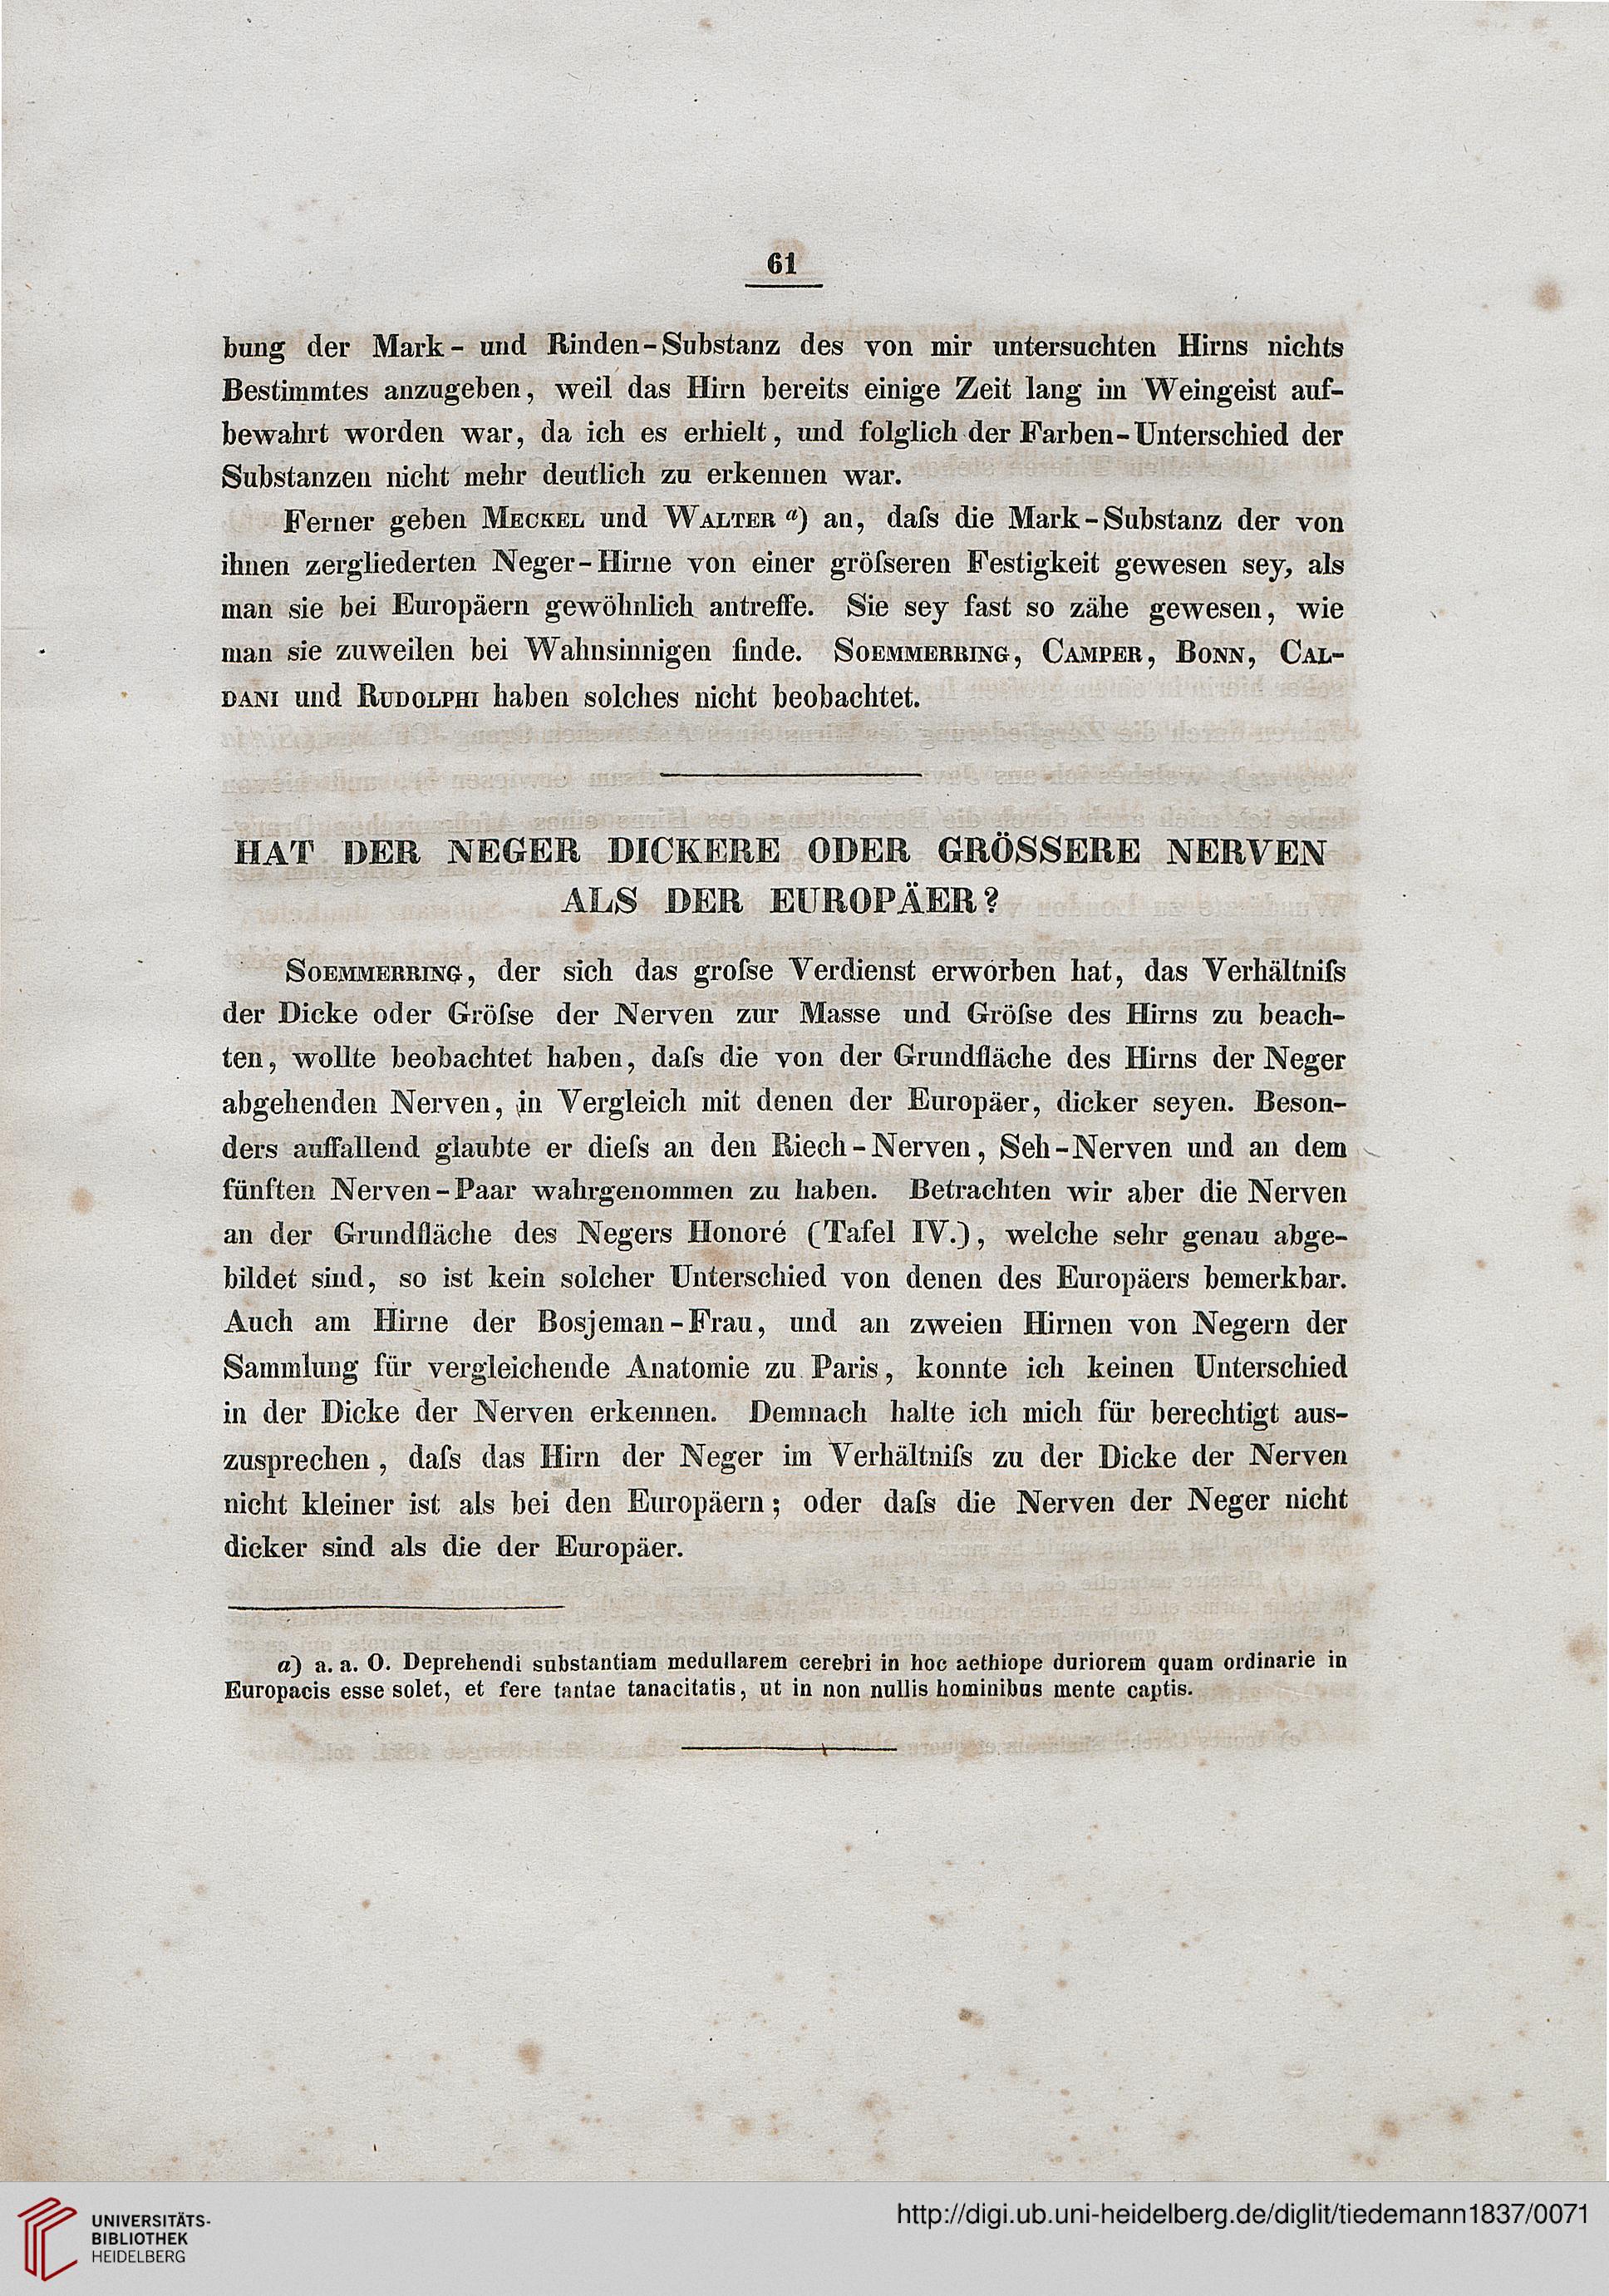 61
bung der Mark- und Rinden-Substanz des von mir untersuchten Hirns nichts
Bestimmtes anzugeben, weil das Hirn bereits einige Zeit lang im Weingeist auf-
bewahrt worden war, da ich es erhielt, und folglich der Farben-Unterschied der
Substanzen nicht mehr deutlich zu erkennen war.
Ferner geben MECKEL und WALTER a) an, daſs die Mark-Substanz der von
ihnen zergliederten Neger-Hirne von einer gröſseren Festigkeit gewesen sey, als
man sie bei Europäern gewöhnlich antreffe. Sie sey fast so zähe gewesen, wie
man sie zuweilen bei Wahnsinnigen finde. SOEMMERRING, CAMPER, BONN, CAL-
DANI und RUDOLPHI haben solches nicht beobachtet.
HAT DER NEGER DICKERE ODER GRÖSSERE NERVEN
ALS DER EUROPÄER?
SOEMMERRING, der sich das groſse Verdienst erworben hat, das Verhältniſs
der Dicke oder Gröſse der Nerven zur Masse und Gröſse des Hirns zu beach-
ten, wollte beobachtet haben, daſs die von der Grundfläche des Hirns der Neger
abgehenden Nerven, in Vergleich mit denen der Europäer, dicker seyen. Beson-
ders auffallend glaubte er dieſs an den Riech-Nerven, Seh-Nerven und an dem
fünften Nerven-Paar wahrgenommen zu haben. Betrachten wir aber die Nerven
an der Grundfläche des Negers Honoré (Tafel IV.), welche sehr genau abge-
bildet sind, so ist kein solcher Unterschied von denen des Europäers bemerkbar.
Auch am Hirne der Bosjeman-Frau, und an zweien Hirnen von Negern der
Sammlung für vergleichende Anatomie zu Paris, konnte ich keinen Unterschied
in der Dicke der Nerven erkennen. Demnach halte ich mich für berechtigt aus-
zusprechen, daſs das Hirn der Neger im Verhältniſs zu der Dicke der Nerven
nicht kleiner ist als bei den Europäern; oder daſs die Nerven der Neger nicht
dicker sind als die der Europäer.
a) a. a. O. Deprehendi substantiam medullarem cerebri in hoc aethiope duriorem quam ordinarie in
Europacis esse solet, et fere tantae tanacitatis, ut in non nullis hominibus mente captis.
UNIVERSITÄTS-
BIBLIOTHEK
HEIDELBERG
http://digi.ub.uni-heidelberg.de/diglit/tiedemann1837/0071